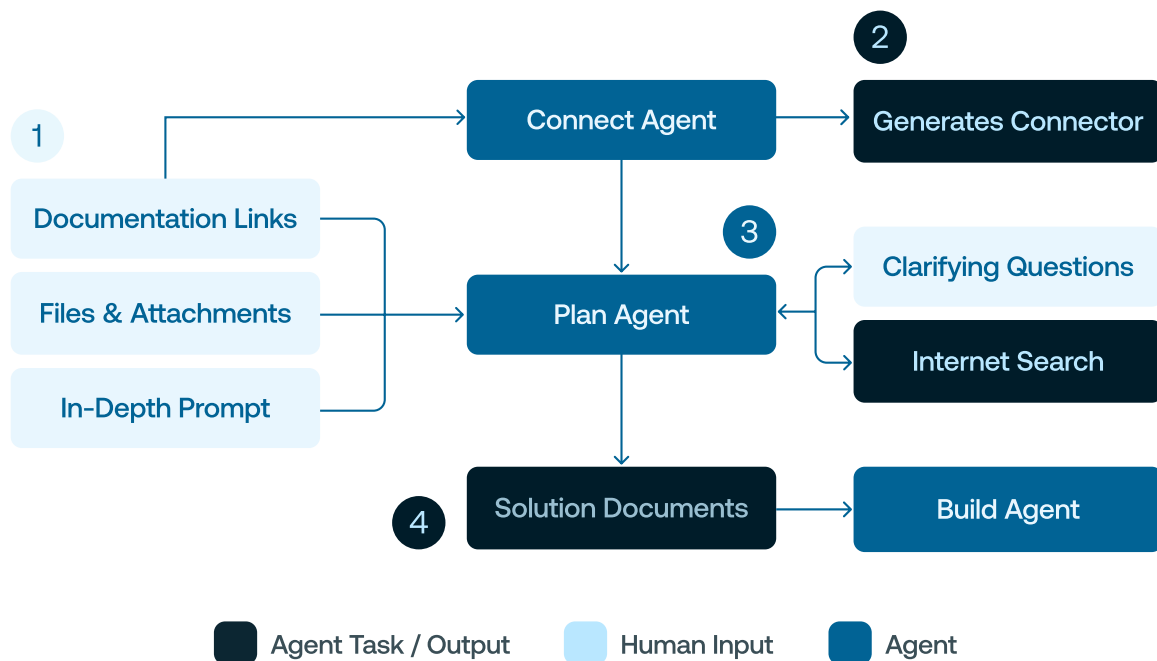 2
Connect Agent
Generates Connector
1
Documentation Links
3
Clarifying Questions
Files & Attachments
Plan Agent
Internet Search
In-Depth Prompt
4
Solution Documents
Build Agent
Agent Task / Output
Human Input
Agent